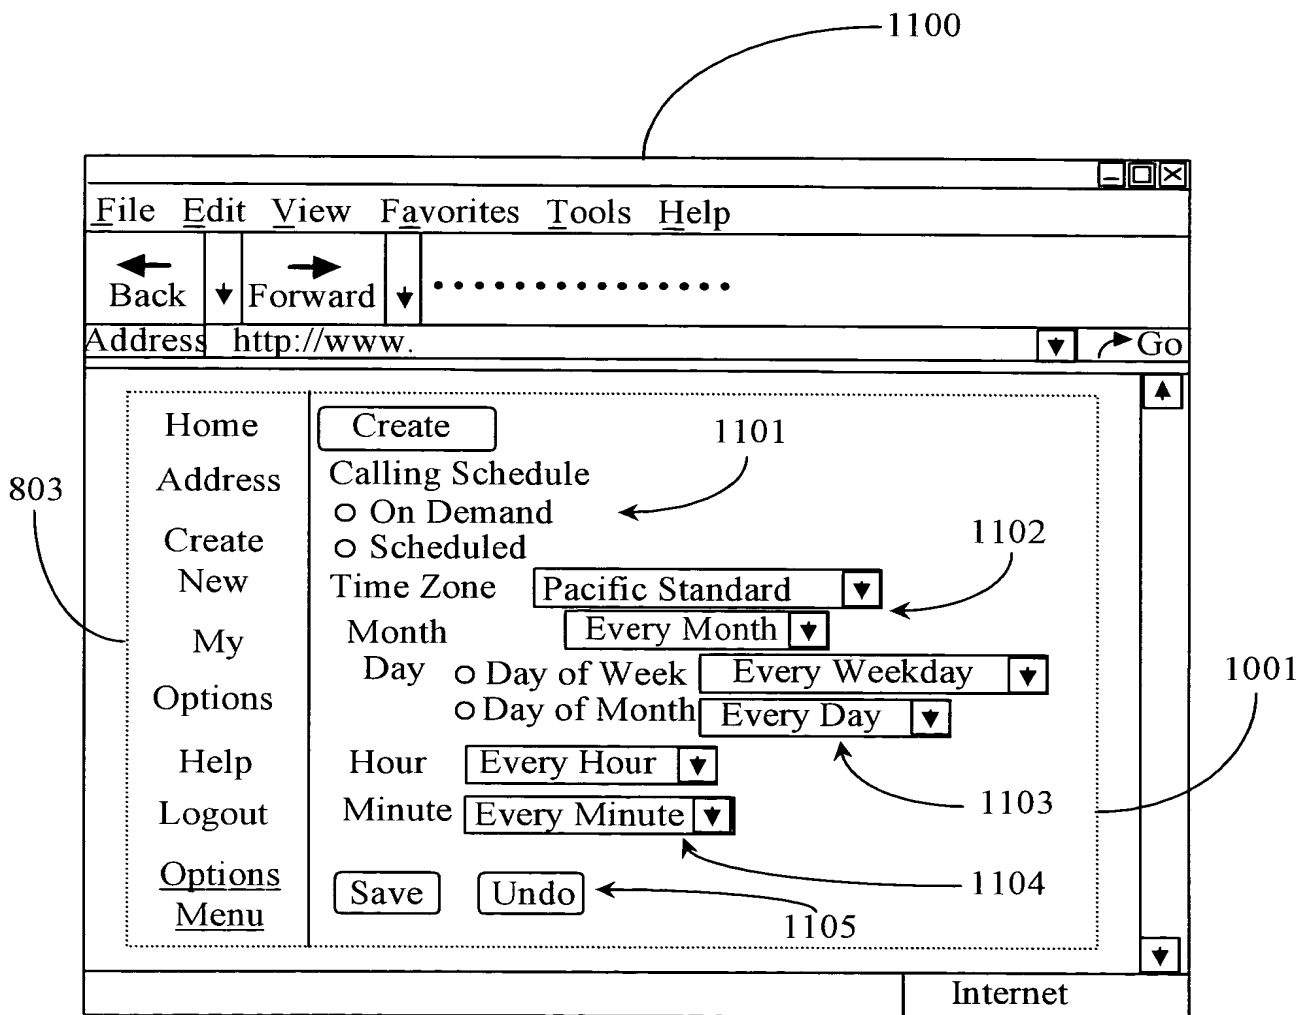 1100
File Edit View Favorites Tools Help
Back Forward
Address http://www. Go
Home
Address
Create
New
My
Options
Help
Logout
Options
Menu
Create
Calling Schedule
On Demand
Scheduled
Time Zone Pacific Standard
Month Every Month
Day Day of Week Every Weekday
Day of Month Every Day
Hour Every Hour
Minute Every Minute
Save Undo
1101
803
1102
1001
1103
1104
1105
Internet